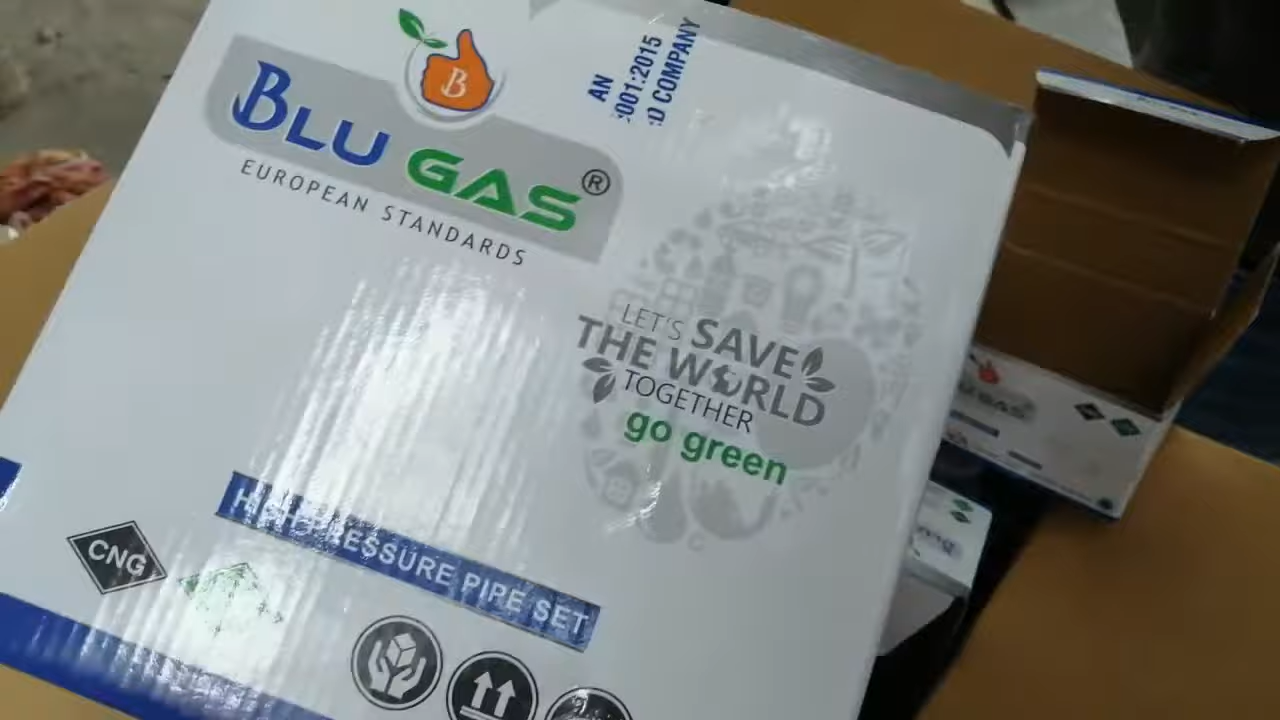 B
BLU GAS®
EUROPEAN STANDARDS
AN
:001:2015
:D COMPANY
LET'S SAVE
THE WORLD
TOGETHER
go green
HIGH PRESSURE PIPE SET
CNG
GAS